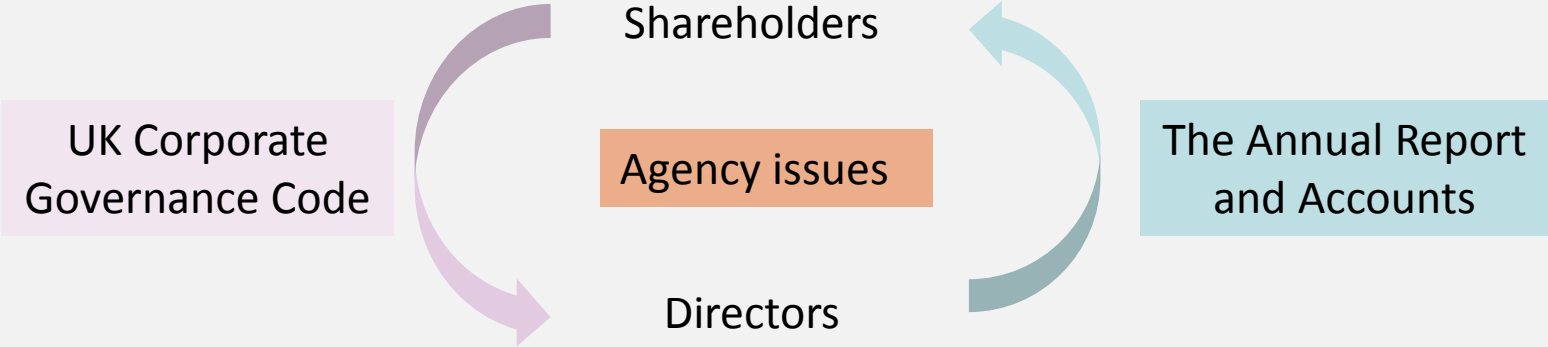 Shareholders
UK Corporate
Governance Code
Agency issues
The Annual Report
and Accounts
Directors